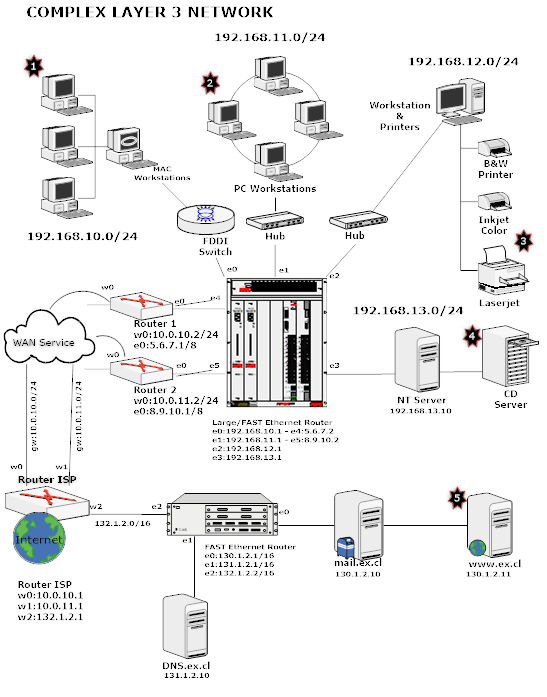 COMPLEX LAYER 3 NETWORK
192.168.11.0/24
192.168.12.0/24
1
2
Workstation
&
Printers
B&W
Printer
MAC
Workstations
PC Workstations
Inkjet
Color
192.168.10.0/24
FDDI
Switch
Hub
Hub
3
Laserjet
e0
e1
e2
w0
e0
e4
Router 1
w0:10.0.10.2/24
e0:5.6.7.1/8
192.168.13.0/24
WAN Service
w0
e0
e5
e3
4
Router 2
w0:10.0.11.2/24
e0:8.9.10.1/8
NT Server
192.168.13.10
CD
Server
gw:10.0.10.0/24
gw:10.0.11.0/24
Large/FAST Ethernet Router
e0:192.168.10.1 - e4:5.6.7.2
e1:192.168.11.1 - e5:8.9.10.2
e2:192.168.12.1
e3:192.168.13.1
w0
w1
Router ISP
w2
132.1.2.0/16
e2
e0
5
Internet
e1
FAST Ethernet Router
e0:130.1.2.1/16
e1:131.1.2.1/16
e2:132.1.2.2/16
mail.ex.cl
130.1.2.10
www.ex.cl
130.1.2.11
Router ISP
w0:10.0.10.1
w1:10.0.11.1
w2:132.1.2.1
DNS.ex.cl
131.1.2.10